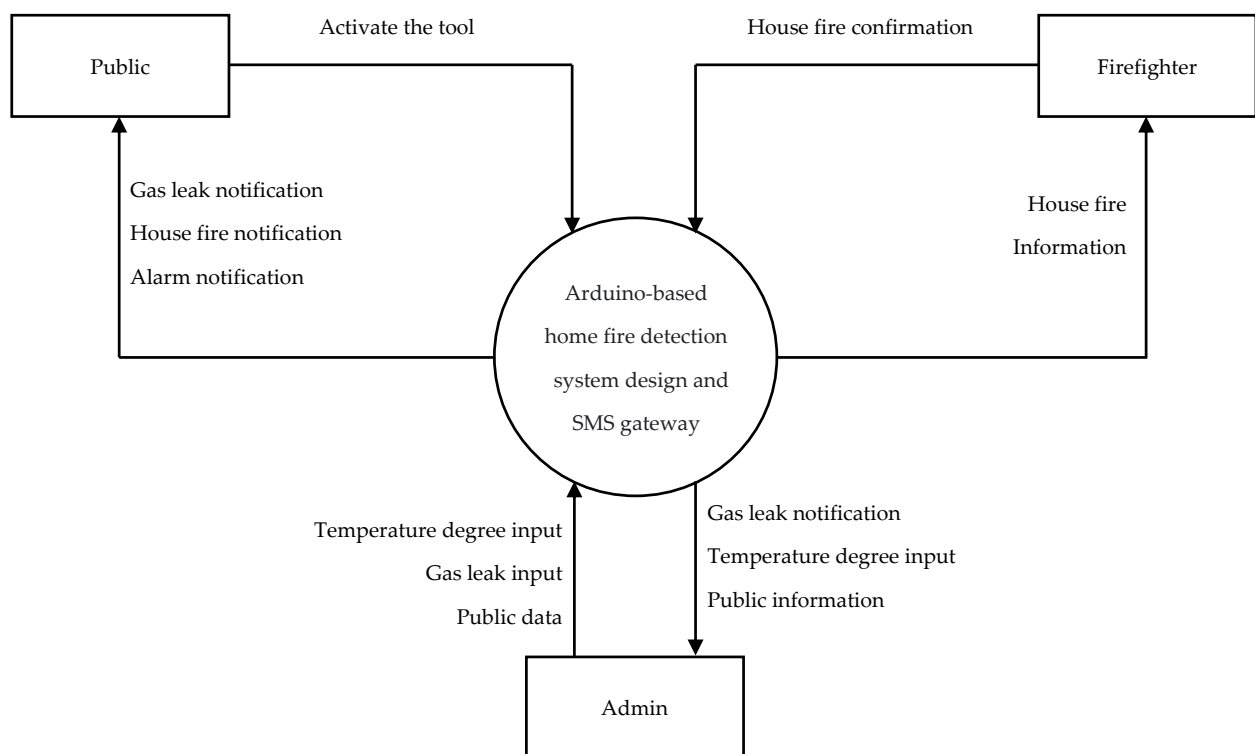 Activate the tool
House fire confirmation
Public
Firefighter
Gas leak notification
House fire notification
Alarm notification
House fire
Information
Arduino-based
home fire detection
system design and
SMS gateway
Temperature degree input
Gas leak input
Public data
Gas leak notification
Temperature degree input
Public information
Admin